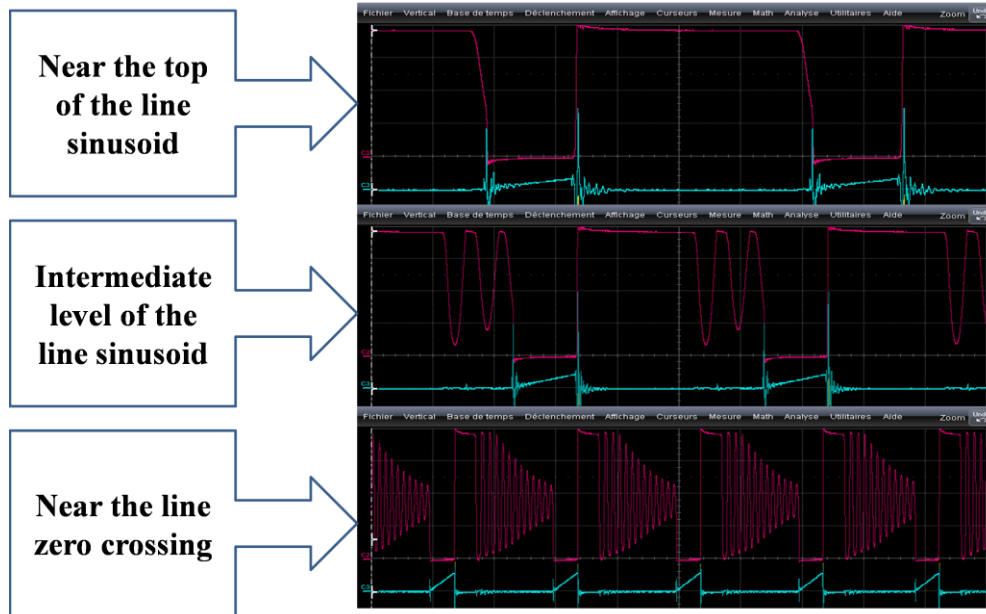 Near the top
of the line
sinusoid
Fichier Vertical Base de temps Déclenchement Affichage Curseurs Mesure Math Analyse Utilitaires Aide Zoom Und
Intermediate
level of the
line sinusoid
Fichier Vertical Base de temps Déclenchement Affichage Curseurs Mesure Math Analyse Utilitaires Aide Zoom Und
Near the line
zero crossing
Fichier Vertical Base de temps Déclenchement Affichage Curseurs Mesure Math Analyse Utilitaires Aide Zoom Und